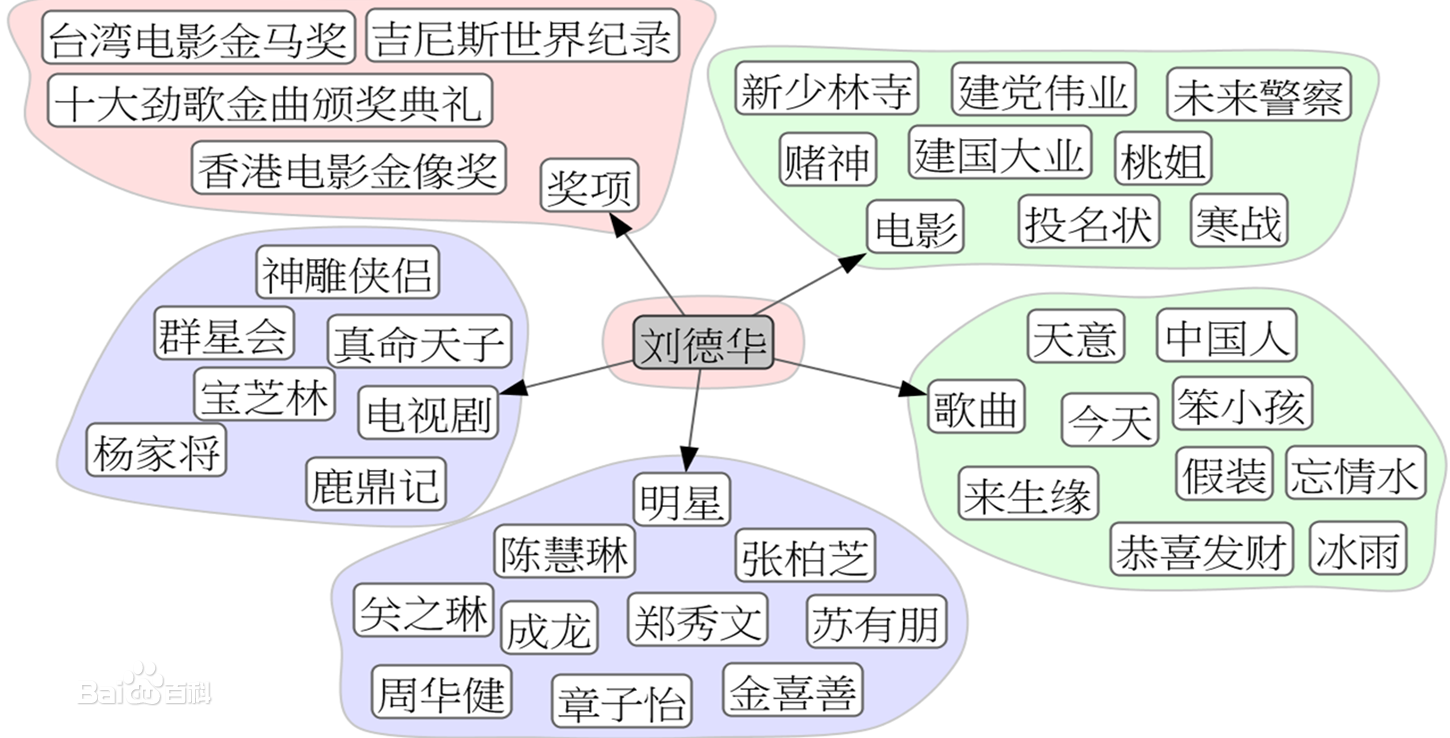 台湾电影金马奖
吉尼斯世界纪录
十大劲歌金曲颁奖典礼
香港电影金像奖
奖项
新少林寺
建党伟业
未来警察
赌神
建国大业
桃姐
电影
投名状
寒战
神雕侠侣
群星会
真命天子
宝芝林
电视剧
杨家将
鹿鼎记
刘德华
天意
中国人
歌曲
今天
笨小孩
来生缘
假装
忘情水
恭喜发财
冰雨
明星
陈慧琳
张柏芝
关之琳
成龙
郑秀文
苏有朋
周华健
章子怡
金喜善
Bai du 百科